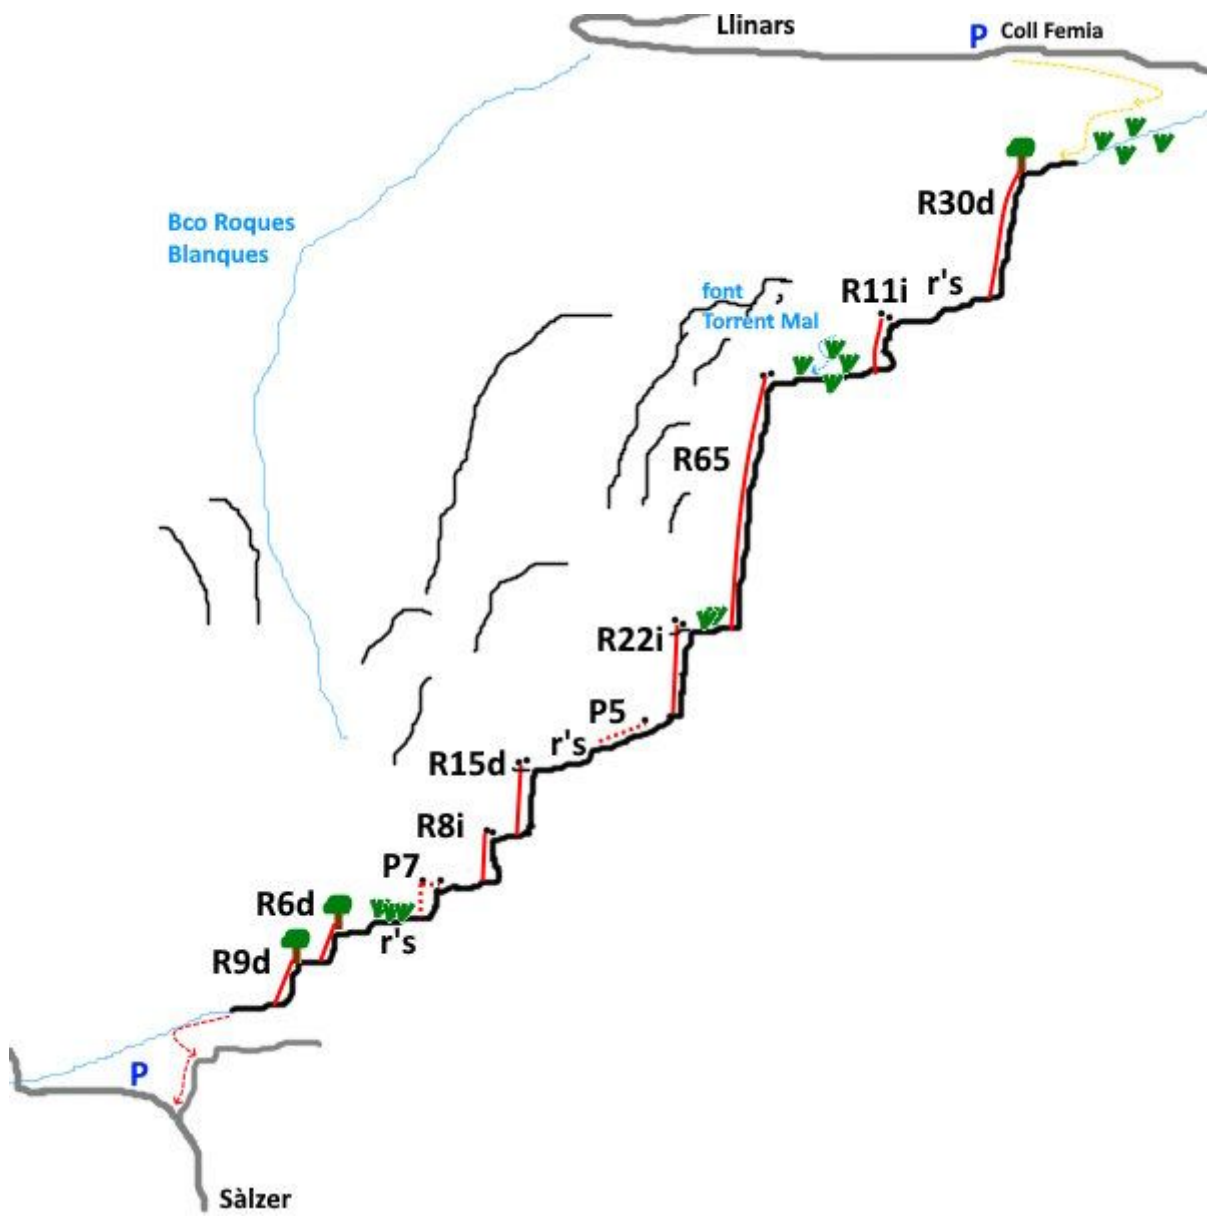 Llinars
P Coll Femia
R30d
Bco Roques
Blanques
r's
R11i
font
Torrent Mal
R65
R22i
P5
r's
R15d
R8i
P7
R6d
r's
R9d
P
Sàlzer